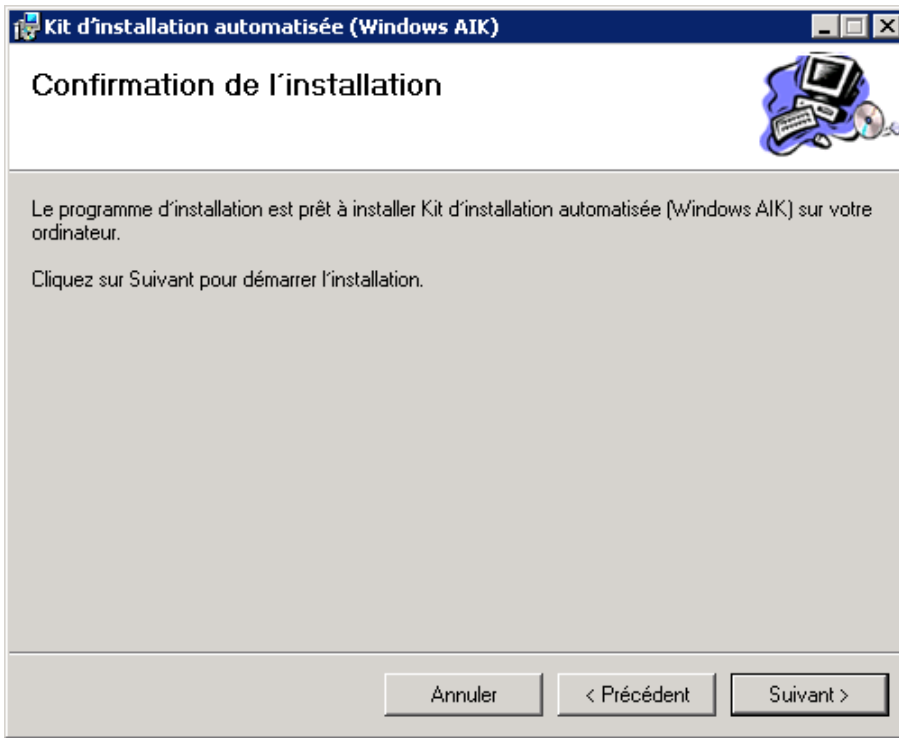 Kit d'installation automatisée (Windows AIK)
Confirmation de l´installation
Le programme d´installation est prêt à installer Kit d´installation automatisée (Windows AIK) sur votre
ordinateur.
Cliquez sur Suivant pour démarrer l´installation.
Annuler
< Précédent
Suivant >